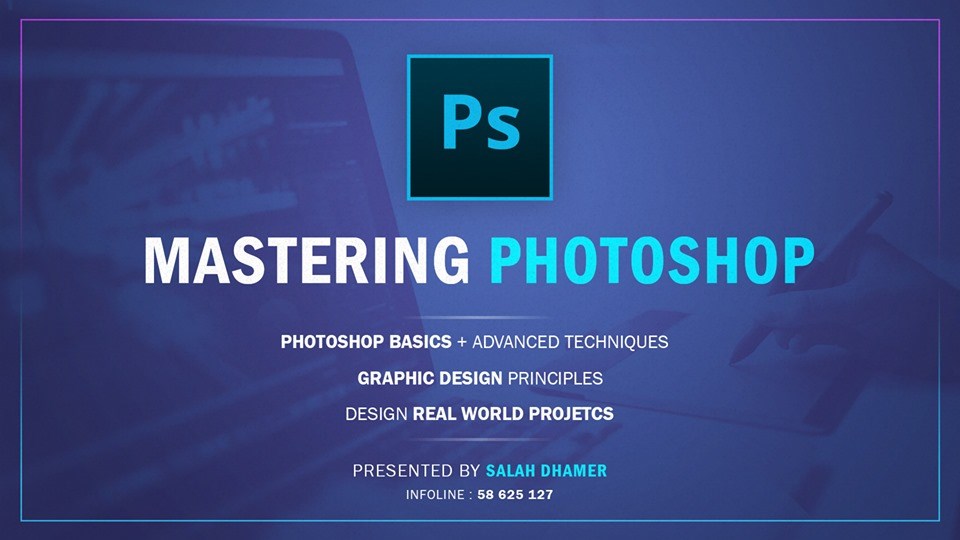 Ps
MASTERING PHOTOSHOP
PHOTOSHOP BASICS + ADVANCED TECHNIQUES
GRAPHIC DESIGN PRINCIPLES
DESIGN REAL WORLD PROJETCS
PRESENTED BY SALAH DHAMER
INFOLINE : 58 625 127